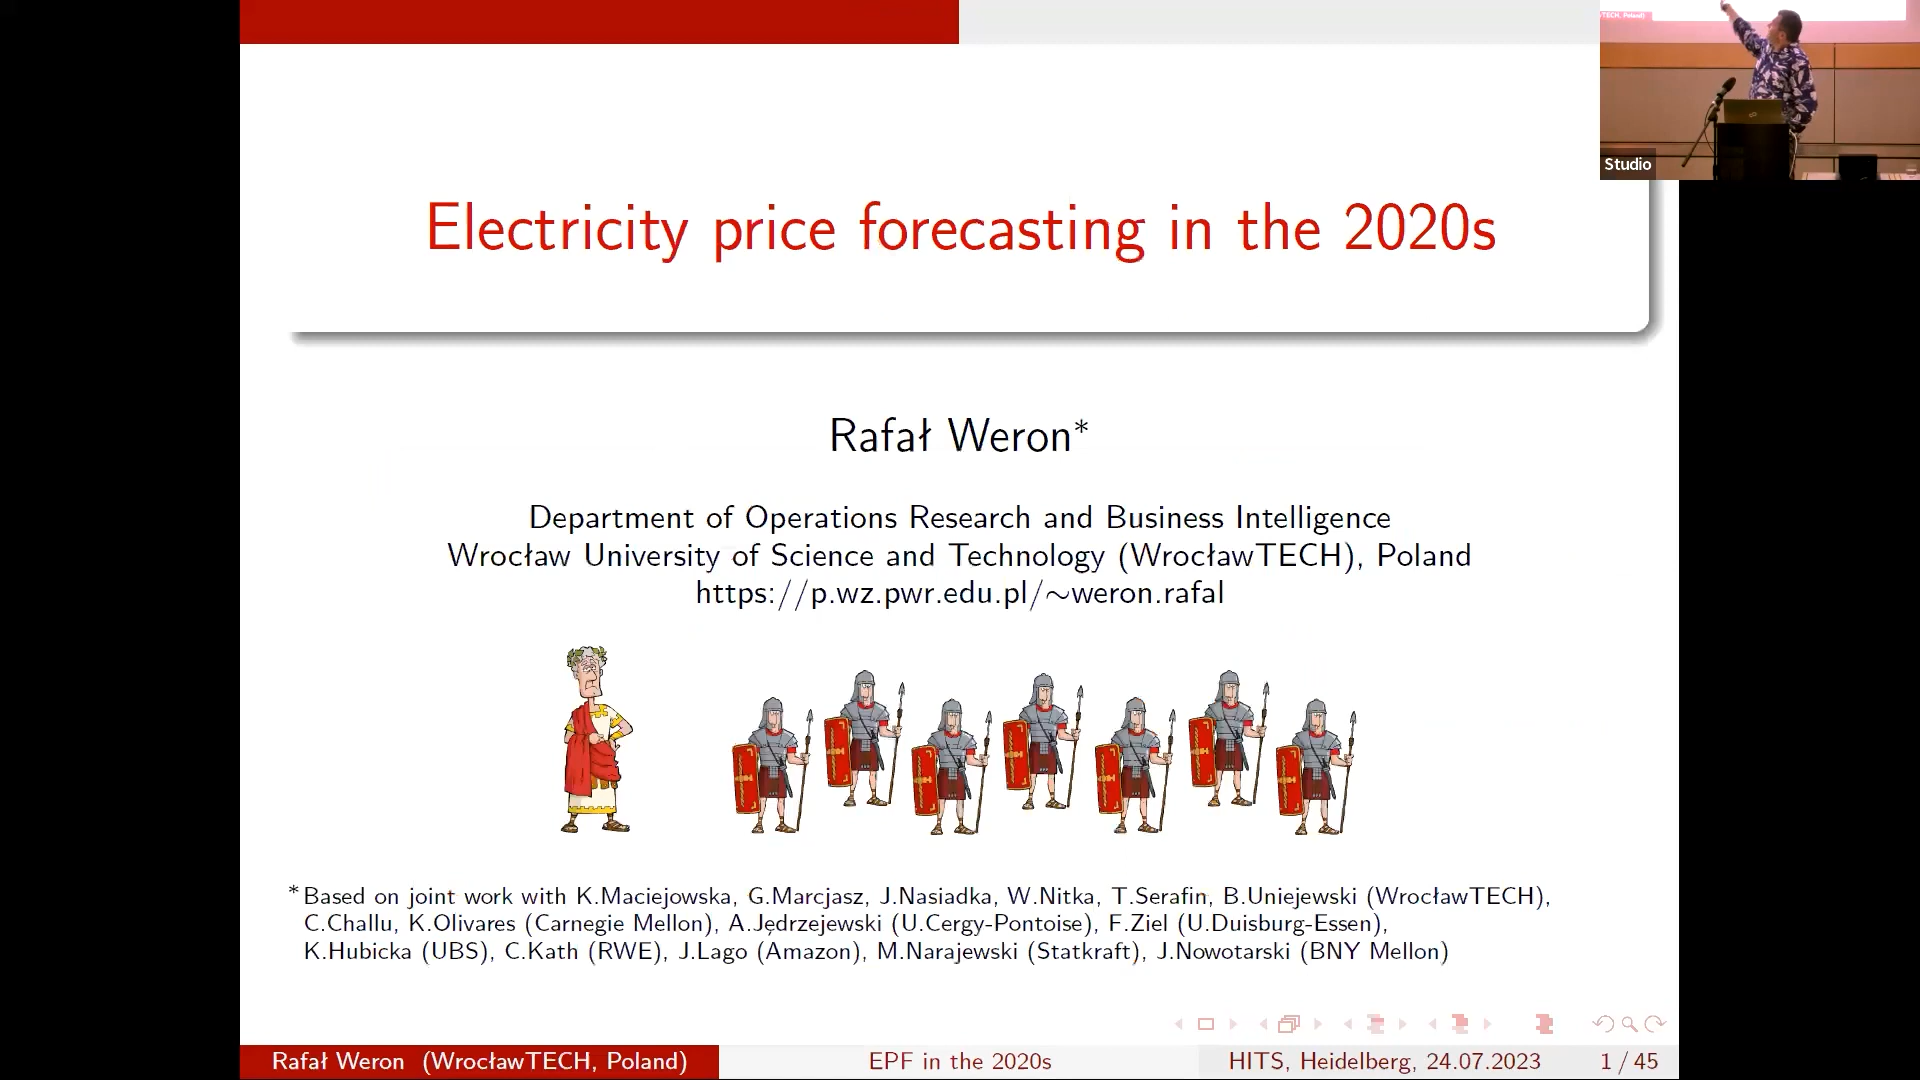 TECH, Poland)
Studio
Electricity price forecasting in the 2020s
Rafał Weron*
Department of Operations Research and Business Intelligence
Wrocław University of Science and Technology (WrocławTECH), Poland
https://p.wz.pwr.edu.pl/~weron.rafal
*Based on joint work with K.Maciejowska, G.Marcjasz, J.Nasiadka, W.Nitka, T.Serafin, B.Uniejewski (WrocławTECH),
C.Challu, K.Olivares (Carnegie Mellon), A.Jędrzejewski (U.Cergy-Pontoise), F.Ziel (U.Duisburg-Essen),
K.Hubicka (UBS), C.Kath (RWE), J.Lago (Amazon), M.Narajewski (Statkraft), J.Nowotarski (BNY Mellon)
Rafał Weron (WrocławTECH, Poland)
EPF in the 2020s
HITS, Heidelberg, 24.07.2023
1 / 45